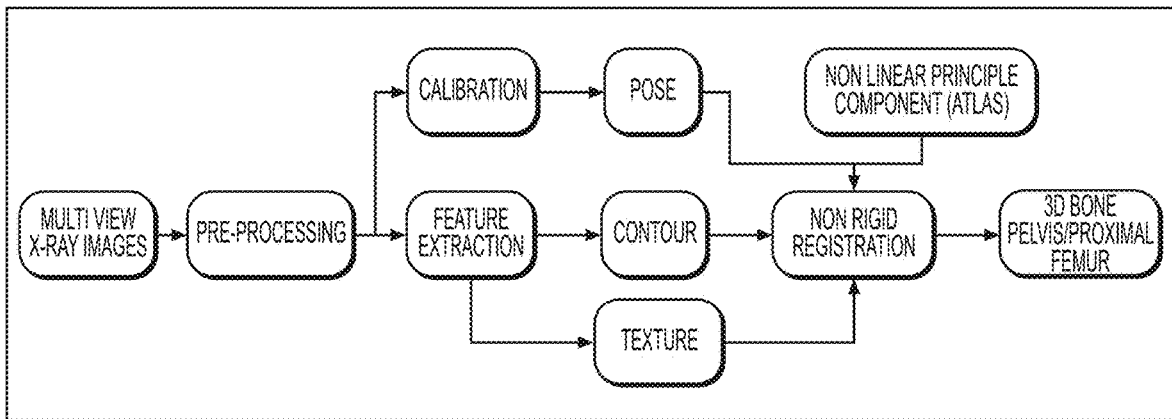 CALIBRATION
POSE
NON LINEAR PRINCIPLE
COMPONENT (ATLAS)
MULTI VIEW
X-RAY IMAGES
PRE-PROCESSING
FEATURE
EXTRACTION
CONTOUR
NON RIGID
REGISTRATION
3D BONE
PELVIS/PROXIMAL
FEMUR
TEXTURE